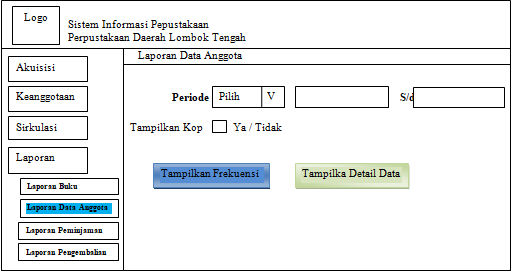 Logo
Sistem Informasi Pepustakaan
Perpustakaan Daerah Lombok Tengah
Laporan Data Anggota
Akuisisi
Keanggotaan
Sirkulasi
Laporan
Laporan Buku
Laporan Data Anggota
Laporan Peminjaman
Laporan Pengembalian
Periode Pilih V S/d
Tampilkan Kop Ya / Tidak
Tampilkan Frekuensi Tampilka Detail Data